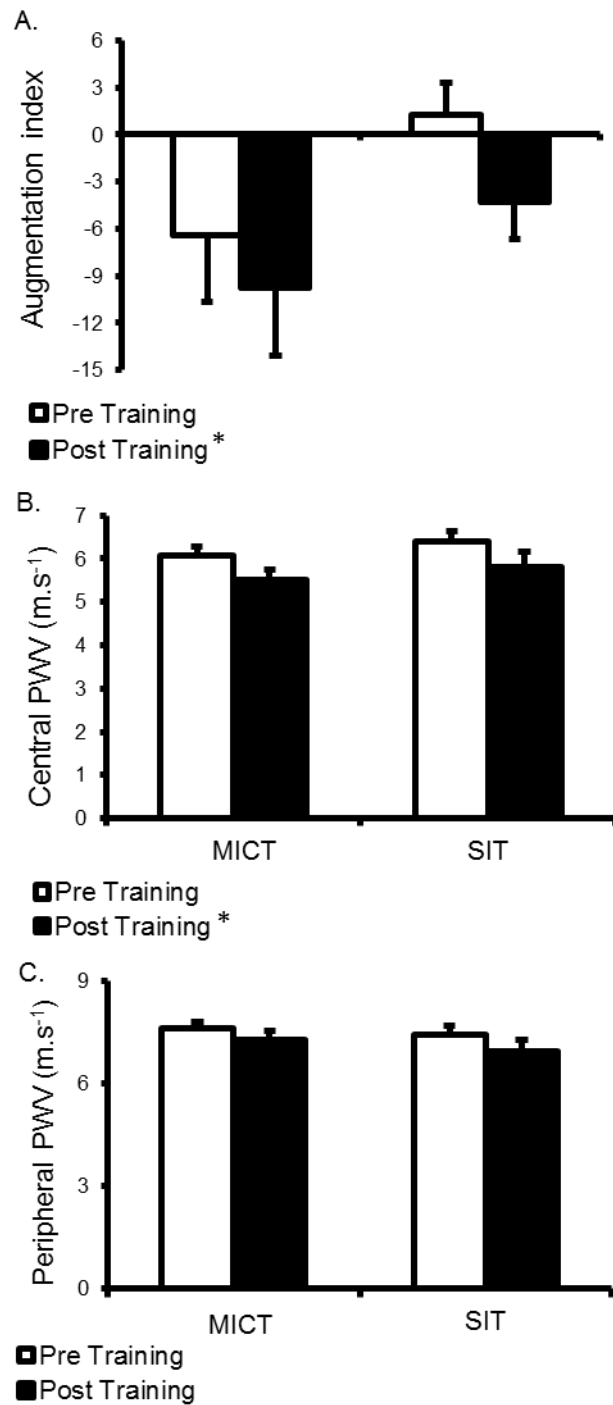 A.
Augmentation index
6
3
0
-3
-6
-9
-12
-15
Pre Training
Post Training *
B.
Central PWV (m.s-1)
7
6
5
4
3
2
1
0
MICT SIT
Pre Training
Post Training *
C.
Peripheral PWV (m.s-1)
9
6
3
0
MICT SIT
Pre Training
Post Training